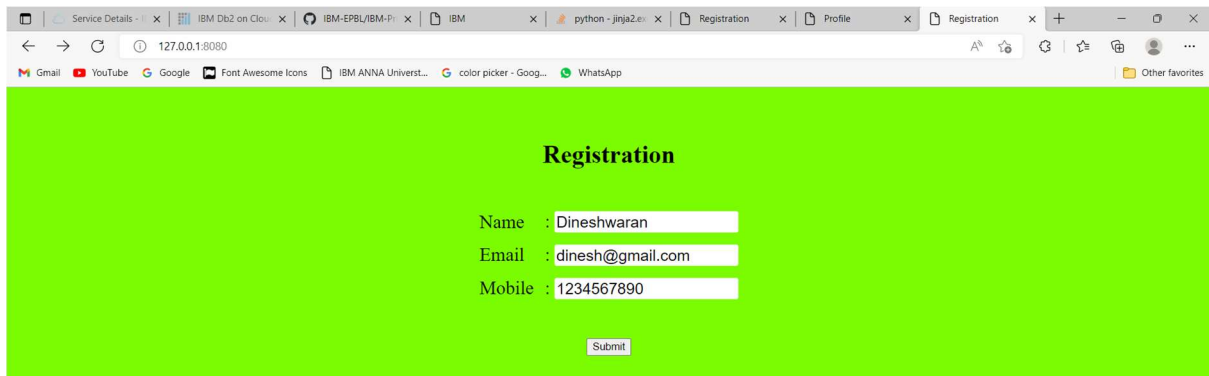 Service Details - IBM Db2 on Clou IBM-EPBL/IBM-Pr IBM python - jinja2.ex Registration Profile Registration
127.0.0.1:8080
Gmail YouTube Google Font Awesome Icons IBM ANNA Universt... color picker - Goog... WhatsApp Other favorites
Registration
Name : Dineshwaran
Email : dinesh@gmail.com
Mobile : 1234567890
Submit